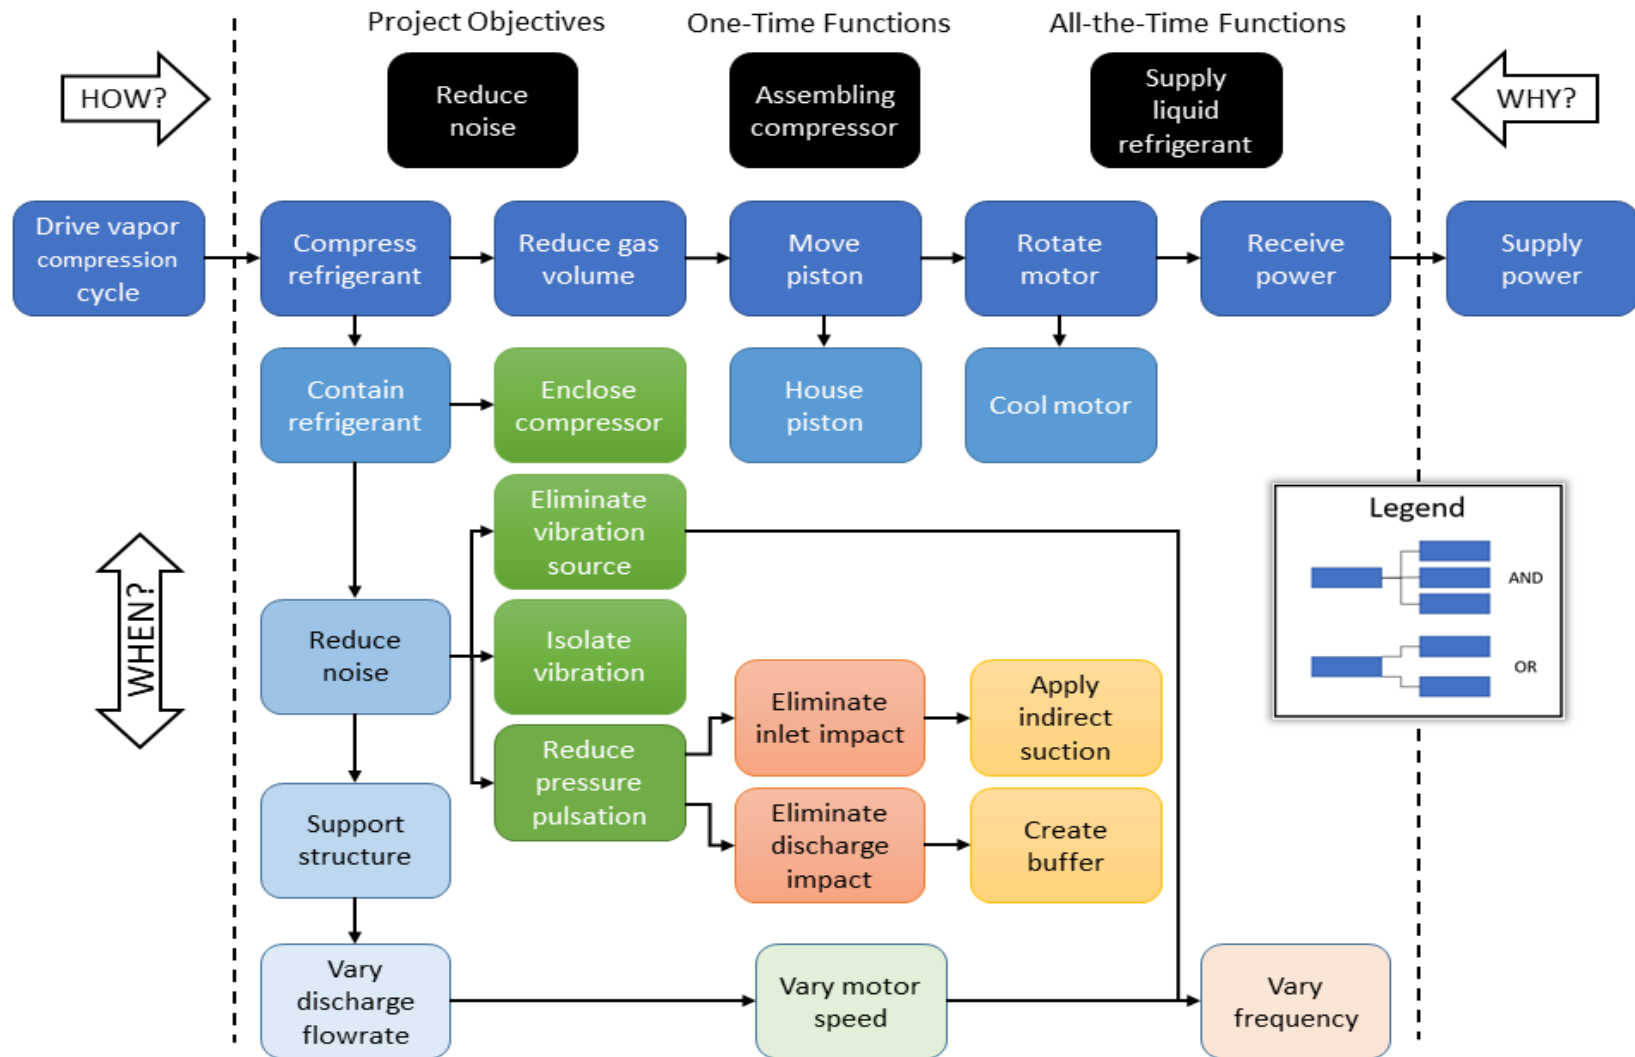 Project Objectives
One-Time Functions
All-the-Time Functions
HOW?
Reduce
noise
Assembling
compressor
Supply
liquid
refrigerant
WHY?
Drive vapor
compression
cycle
Compress
refrigerant
Reduce gas
volume
Move
piston
Rotate
motor
Receive
power
Supply
power
Contain
refrigerant
Enclose
compressor
House
piston
Cool motor
Eliminate
vibration
source
Legend
AND
OR
WHEN?
Reduce
noise
Isolate
vibration
Eliminate
inlet impact
Apply
indirect
suction
Reduce
pressure
pulsation
Support
structure
Eliminate
discharge
impact
Create
buffer
Vary
discharge
flowrate
Vary motor
speed
Vary
frequency